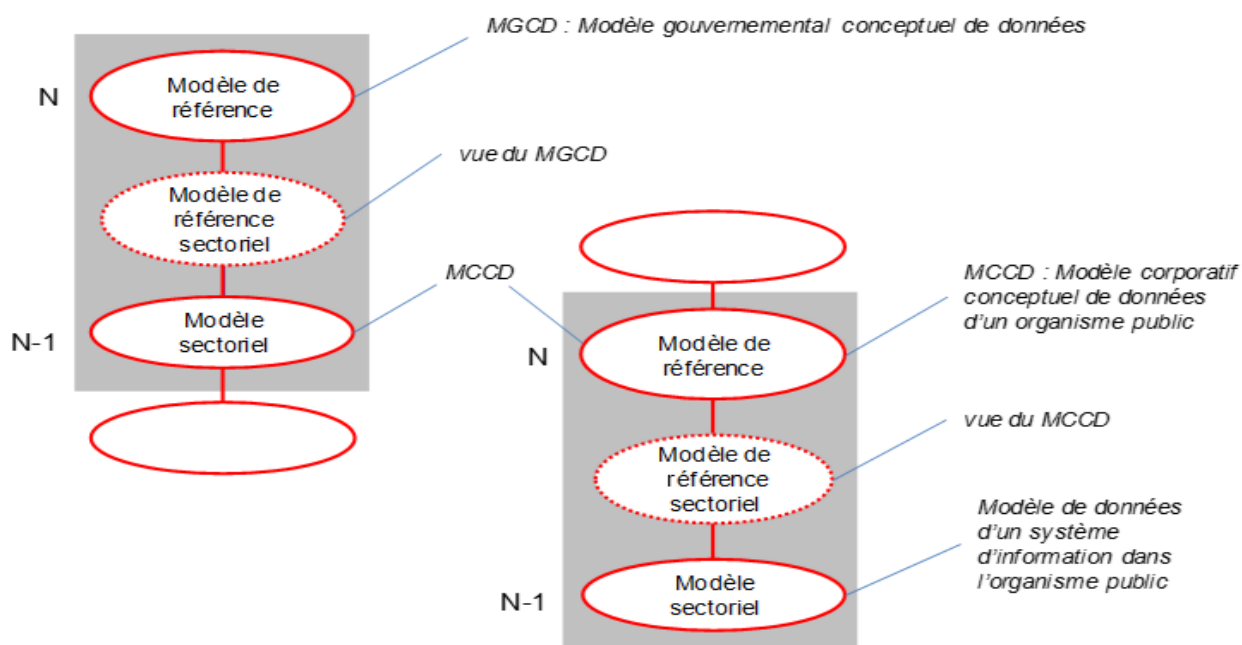 MGCD : Modèle gouvernemental conceptuel de données
N
Modèle de
référence
vue du MGCD
Modèle de
référence
sectoriel
MCCD
N-1
Modèle
sectoriel
MCCD : Modèle corporatif
conceptuel de données
d'un organisme public
N
Modèle de
référence
vue du MCCD
Modèle de
référence
sectoriel
Modèle de données
d'un système
d'information dans
l'organisme public
N-1
Modèle
sectoriel